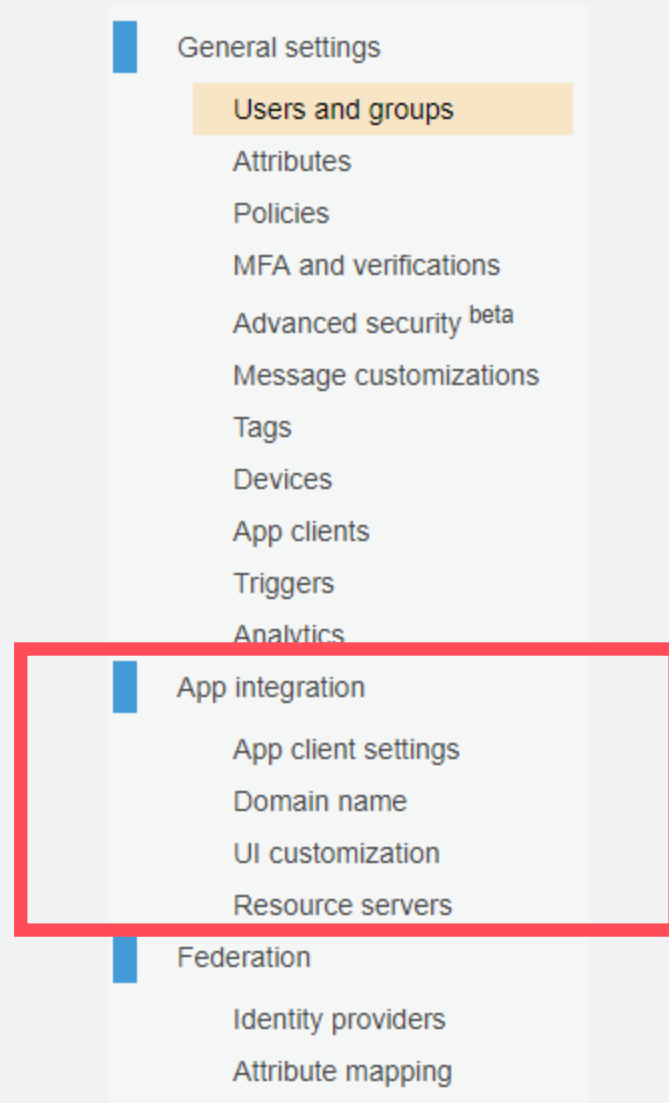 General settings
Users and groups
Attributes
Policies
MFA and verifications
Advanced security beta
Message customizations
Tags
Devices
App clients
Triggers
Analytics
App integration
App client settings
Domain name
UI customization
Resource servers
Federation
Identity providers
Attribute mapping